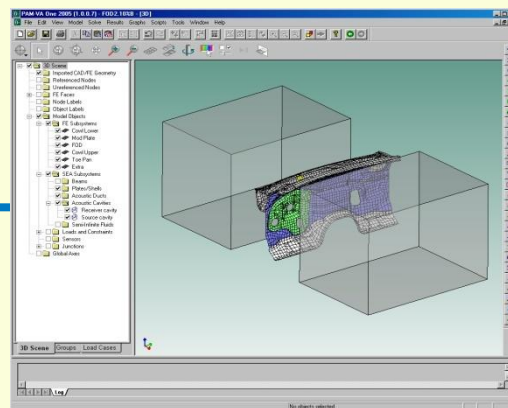 PAM VA One 2005 (1.0.0.7) - FOD2.10%B - [3D]
File Edit View Model Solve Results Graphs Scripts Tools Window Chart Help
3D Scene
Imported CAD/FE Geometry
Referenced Nodes
Unreferenced Nodes
FE Faces
Node Labels
Object Labels
Model Objects
FE Subsystems
Cowl Lower
Mod Plate
FOD
Cowl Upper
Toe Pan
Extra
SEA Subsystems
Beams
Plates/Shells
Acoustic Ducts
Acoustic Cavities
Receiver cavity
Source cavity
Semi-Infinite Fluids
Loads and Constraints
Sensors
Junctions
Global Axes
3D Scene Groups Load Cases
Log
No objects selected